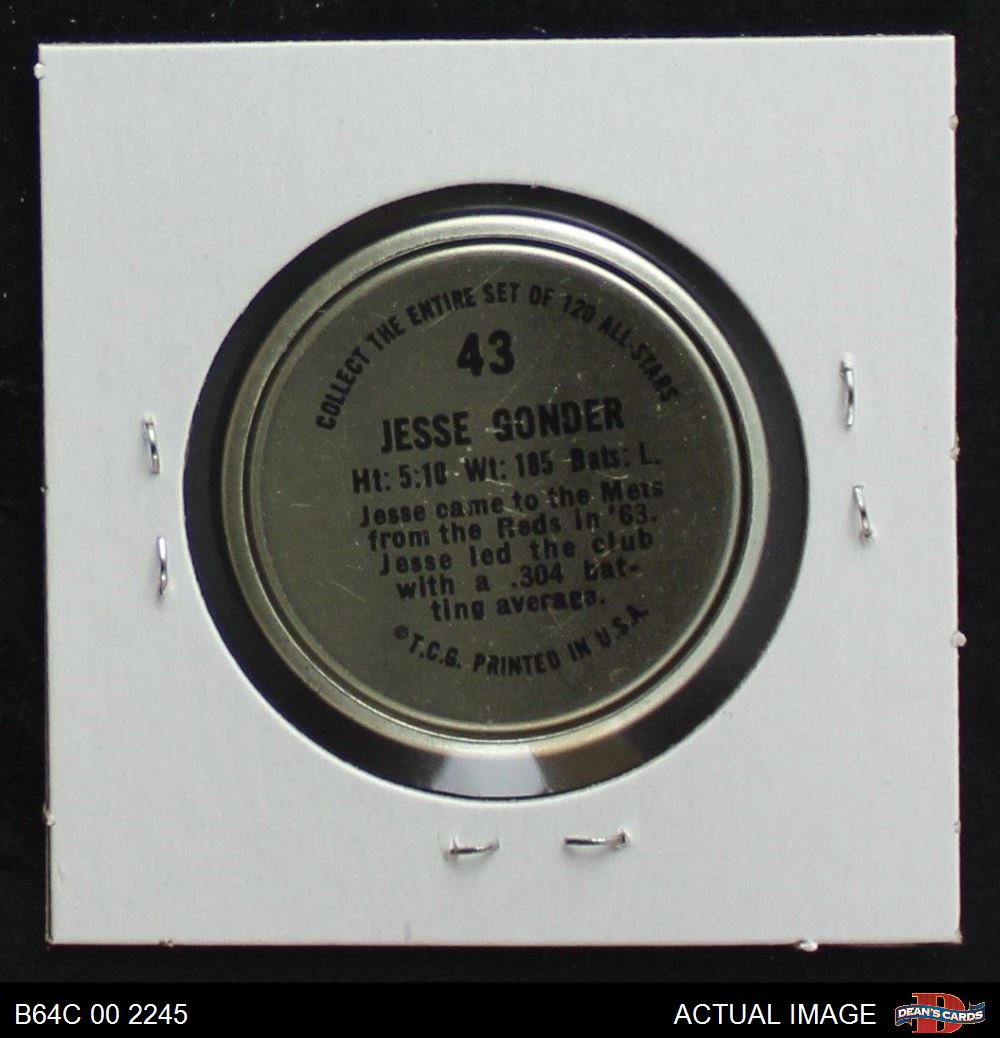 COLLECT THE ENTIRE SET OF 120 ALL-STARS
43
JESSE GONDER
Ht: 5:10 Wt: 185 Bats: L.
Jesse came to the Mets
from the Reds in '63.
Jesse led the club
with a .304 bat-
ting average.
©T.C.G. PRINTED IN U.S.A.
B64C 00 2245
ACTUAL IMAGE
D
DEAN'S CARDS